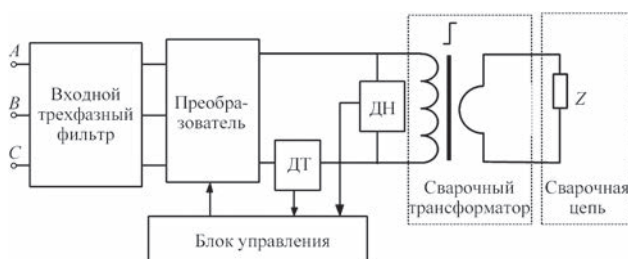 A
B
C
Входной
трехфазный
фильтр
Преобра-
зователь
ДТ
ДН
Блок управления
Сварочный
трансформатор
Z
Сварочная
цепь